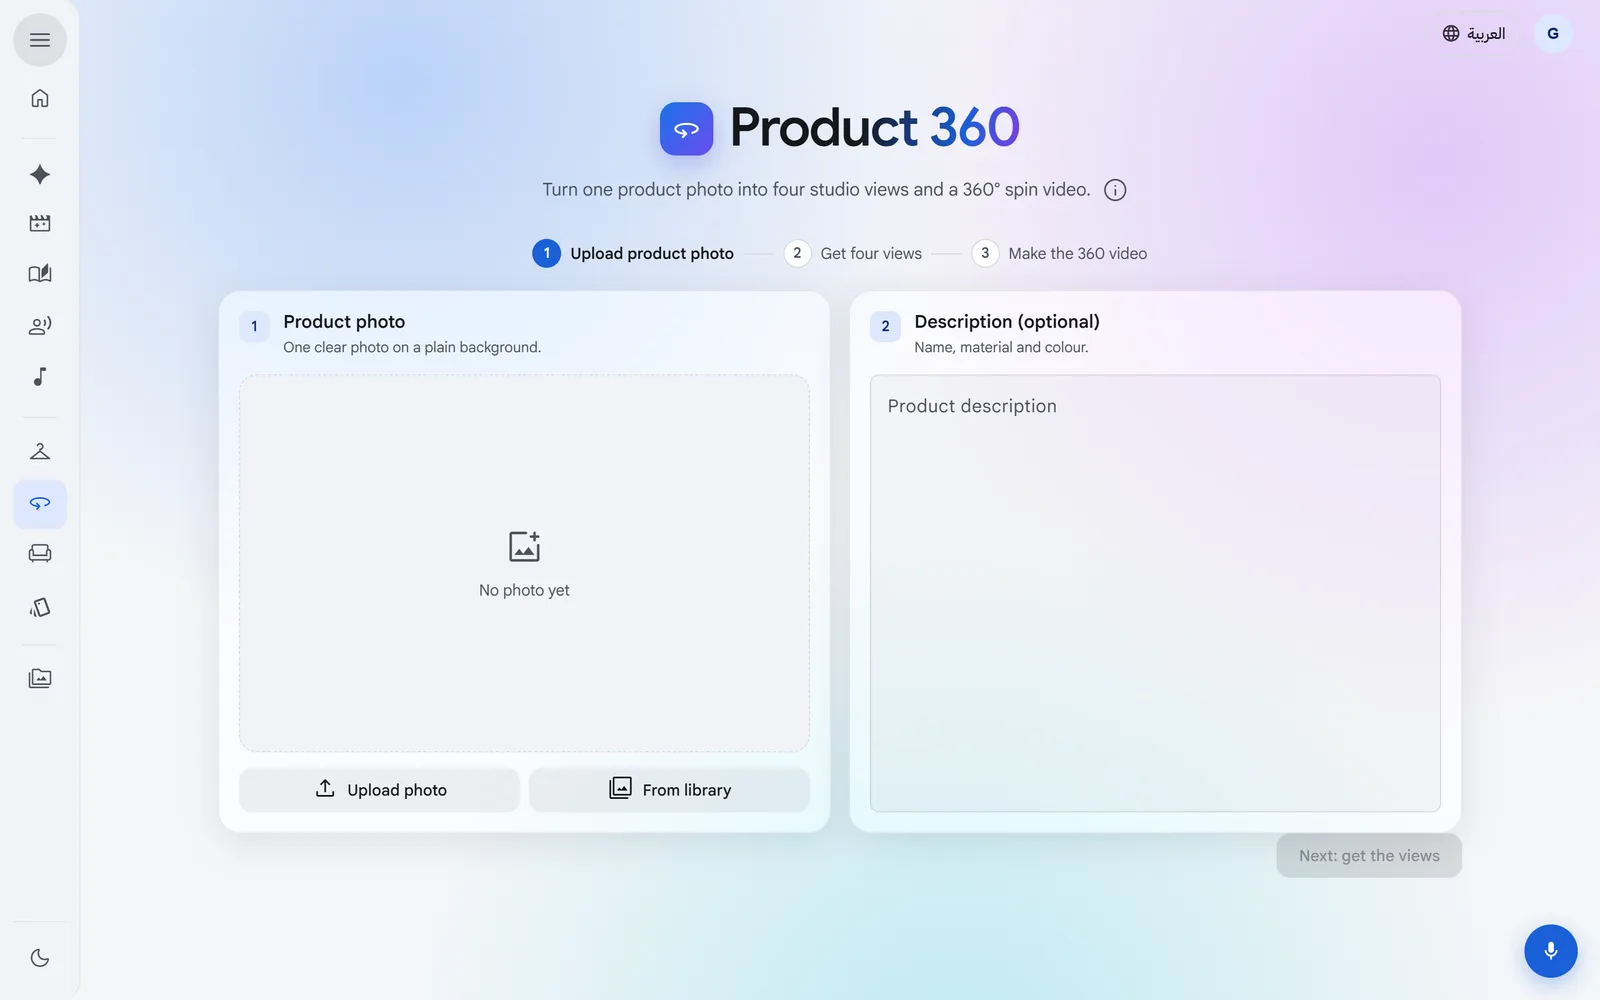 العربية
G
Product 360
Turn one product photo into four studio views and a 360° spin video.
1 Upload product photo 2 Get four views 3 Make the 360 video
1 Product photo
One clear photo on a plain background.
No photo yet
Upload photo From library
2 Description (optional)
Name, material and colour.
Product description
Next: get the views